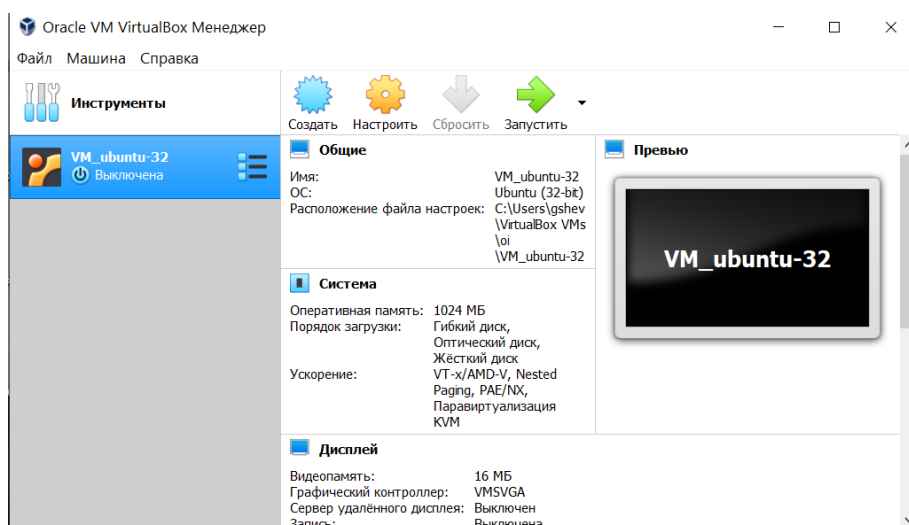 Oracle VM VirtualBox Менеджер
Файл Машина Справка
Инструменты
Создать Настроить Сбросить Запустить
VM_ubuntu-32
Выключена
Общие
Имя: VM_ubuntu-32
ОС: Ubuntu (32-bit)
Расположение файла настроек: C:\Users\gshev
\VirtualBox VMs
\oi
\VM_ubuntu-32
Превью
VM_ubuntu-32
Система
Оперативная память: 1024 МБ
Порядок загрузки: Гибкий диск,
Оптический диск,
Жёсткий диск
Ускорение: VT-x/AMD-V, Nested
Paging, PAE/NX,
Паравиртуализация
KVM
Дисплей
Видеопамять: 16 МБ
Графический контроллер: VMSVGA
Сервер удалённого дисплея: Выключен
Запись: Выключена